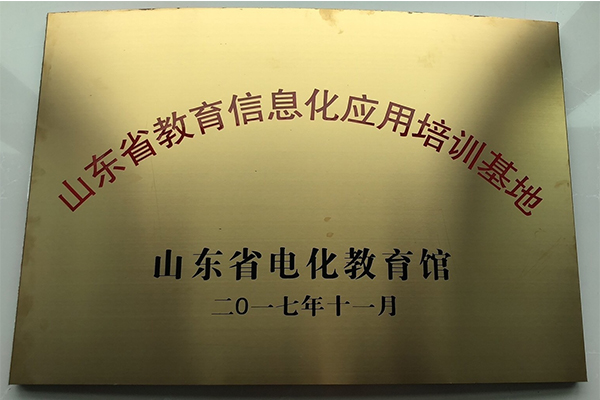 山东省教育信息化应用培训基地
山东省电化教育馆
二〇一七年十一月